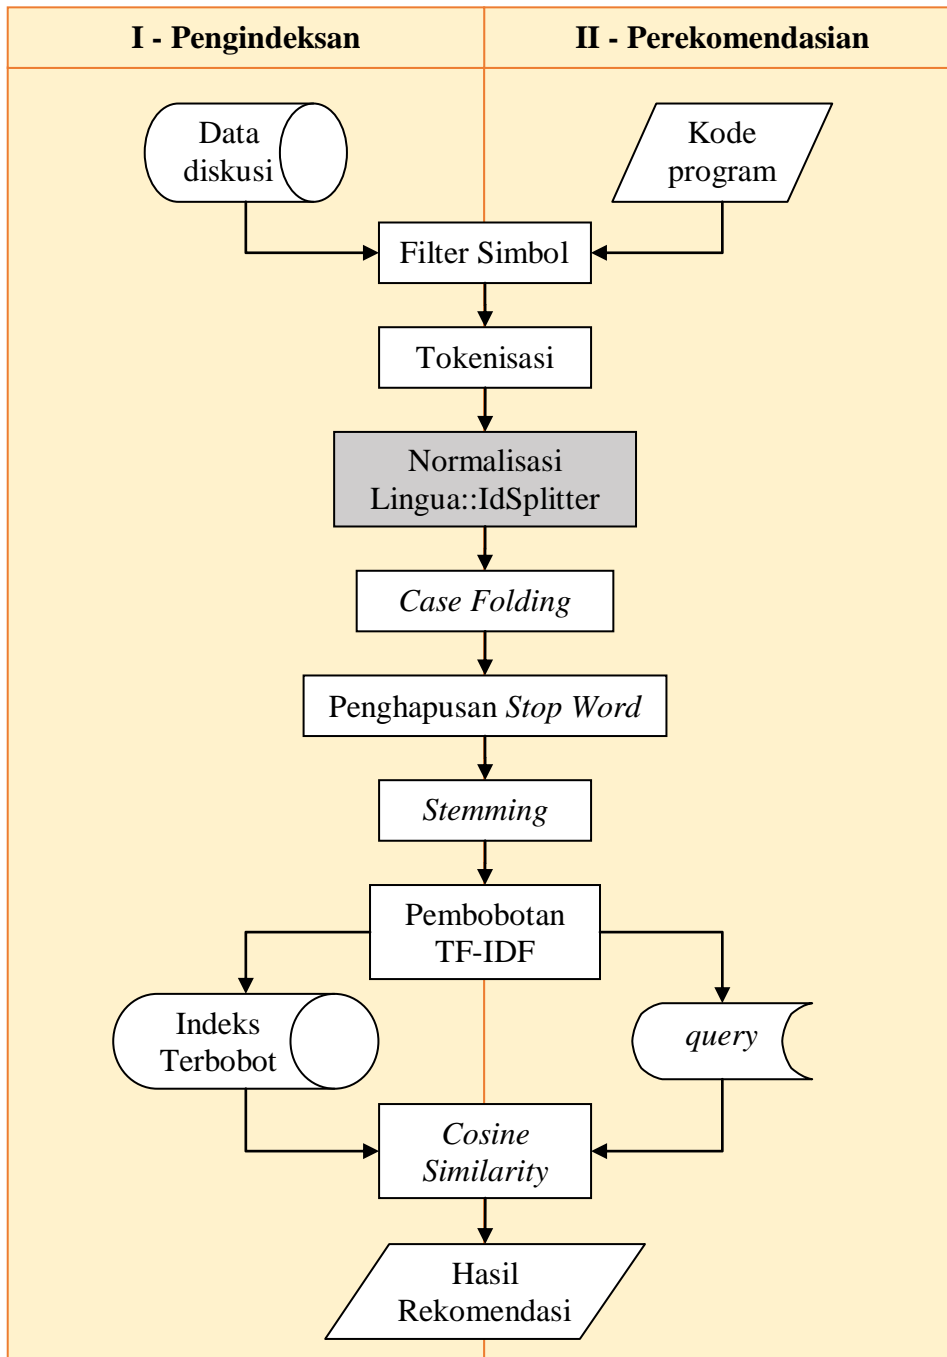 I - Pengindeksan
II - Perekomendasian
Data
diskusi
Kode
program
Filter Simbol
Tokenisasi
Normalisasi
Lingua::IdSplitter
Case Folding
Penghapusan Stop Word
Stemming
Pembobotan
TF-IDF
Indeks
Terbobot
query
Cosine
Similarity
Hasil
Rekomendasi